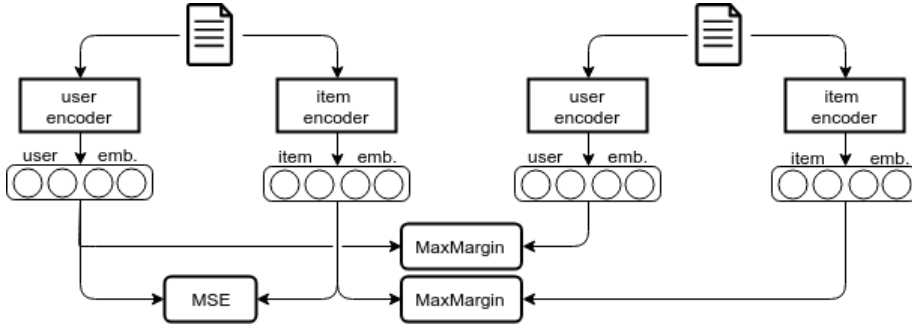 user
encoder
item
encoder
user
encoder
item
encoder
user emb.
item emb.
user emb.
item emb.
MaxMargin
MSE
MaxMargin